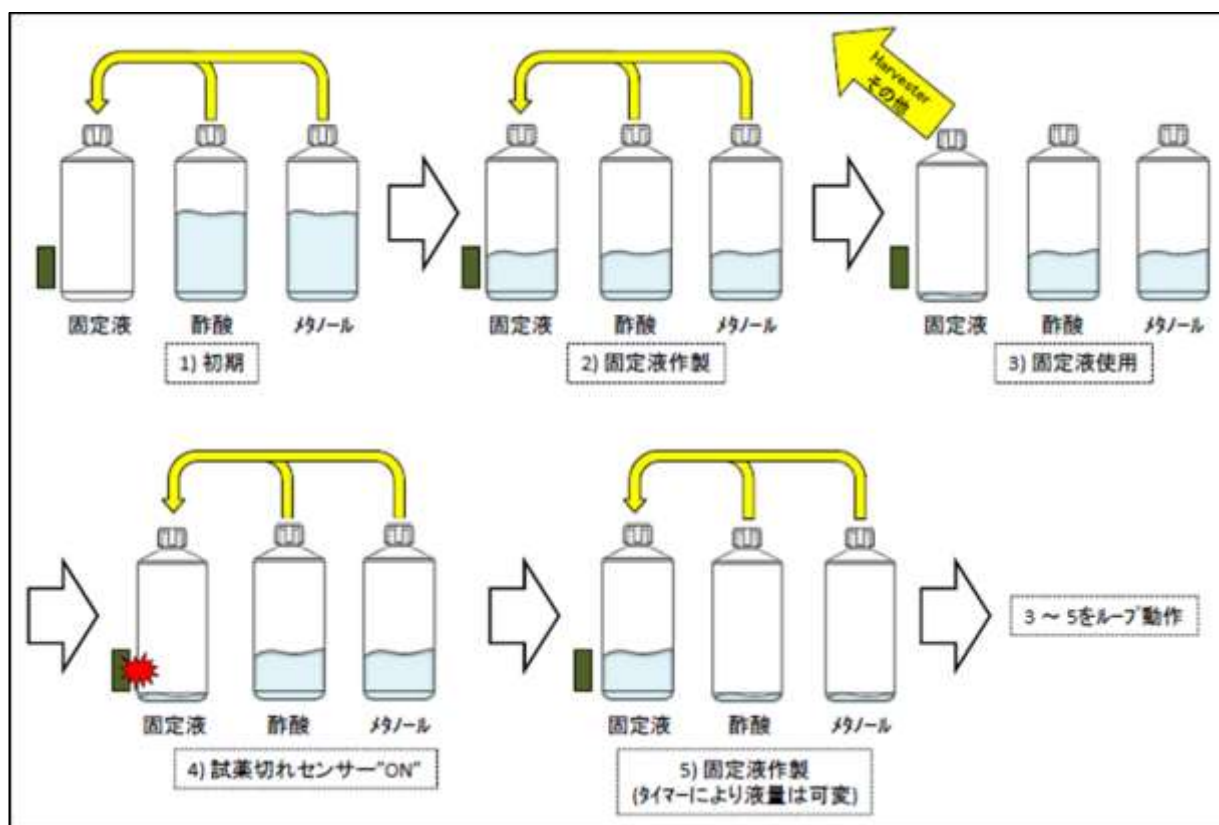 Harvester
その他
固定液
酢酸
ﾒﾀﾉｰﾙ
1) 初期
固定液
酢酸
ﾒﾀﾉｰﾙ
2) 固定液作製
固定液
酢酸
ﾒﾀﾉｰﾙ
3) 固定液使用
固定液
酢酸
ﾒﾀﾉｰﾙ
4) 試薬切れセンサー"ON"
固定液
酢酸
ﾒﾀﾉｰﾙ
5) 固定液作製
(ﾀｲﾏｰにより液量は可変)
3 ～ 5をﾙｰﾌﾟ動作